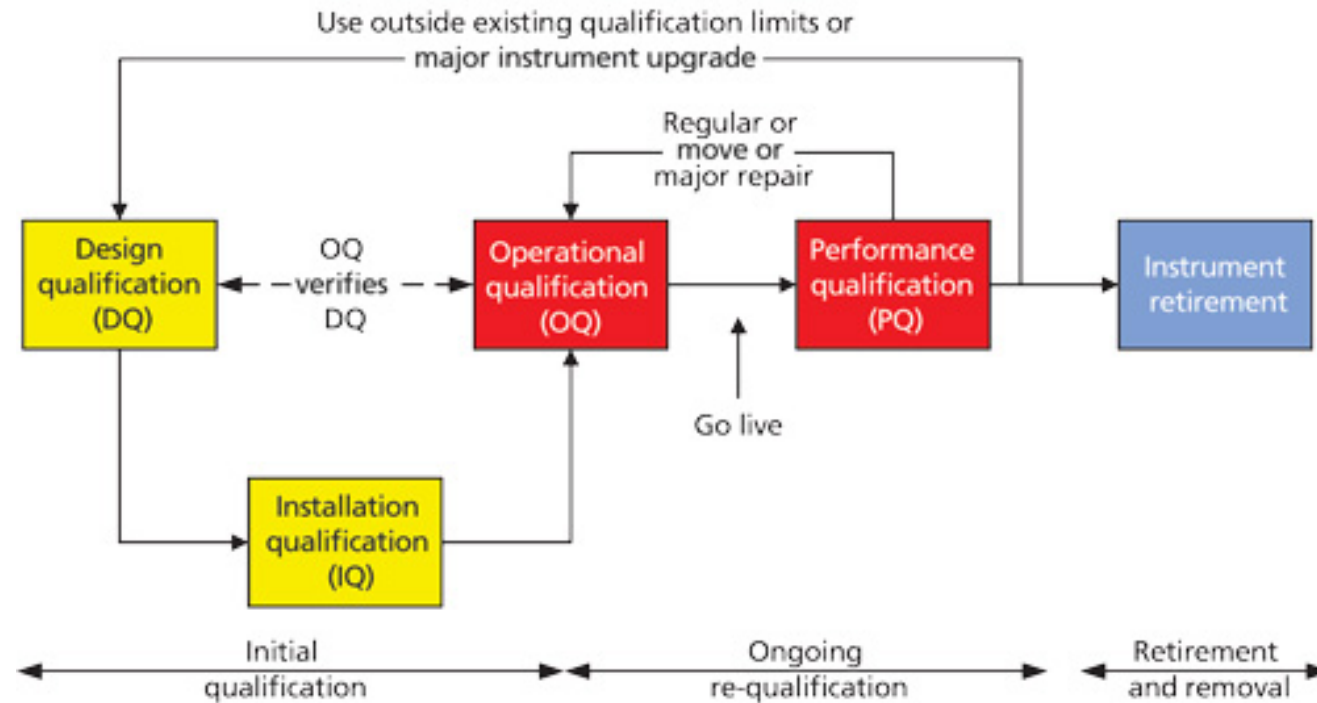 Use outside existing qualification limits or
major instrument upgrade
Regular or
move or
major repair
Design
qualification
(DQ)
OQ
verifies
DQ
Operational
qualification
(OQ)
Performance
qualification
(PQ)
Instrument
retirement
Go live
Installation
qualification
(IQ)
Initial
qualification
Ongoing
re-qualification
Retirement
and removal